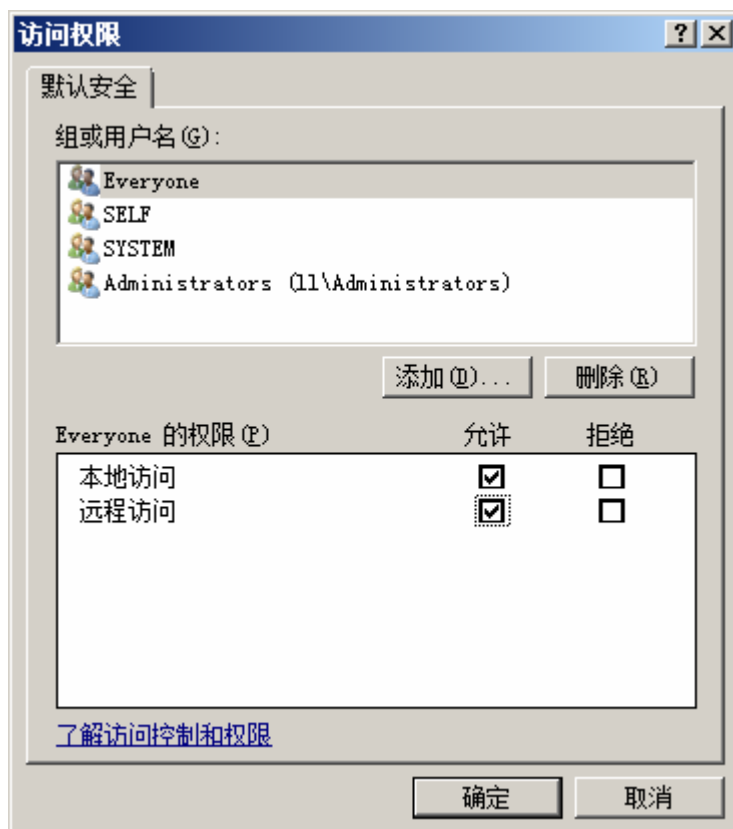 访问权限
默认安全
组或用户名(G):
Everyone
SELF
SYSTEM
Administrators (ll\Administrators)
添加(D)... 删除(R)
Everyone 的权限(P) 允许 拒绝
本地访问
远程访问
了解访问控制和权限
确定 取消